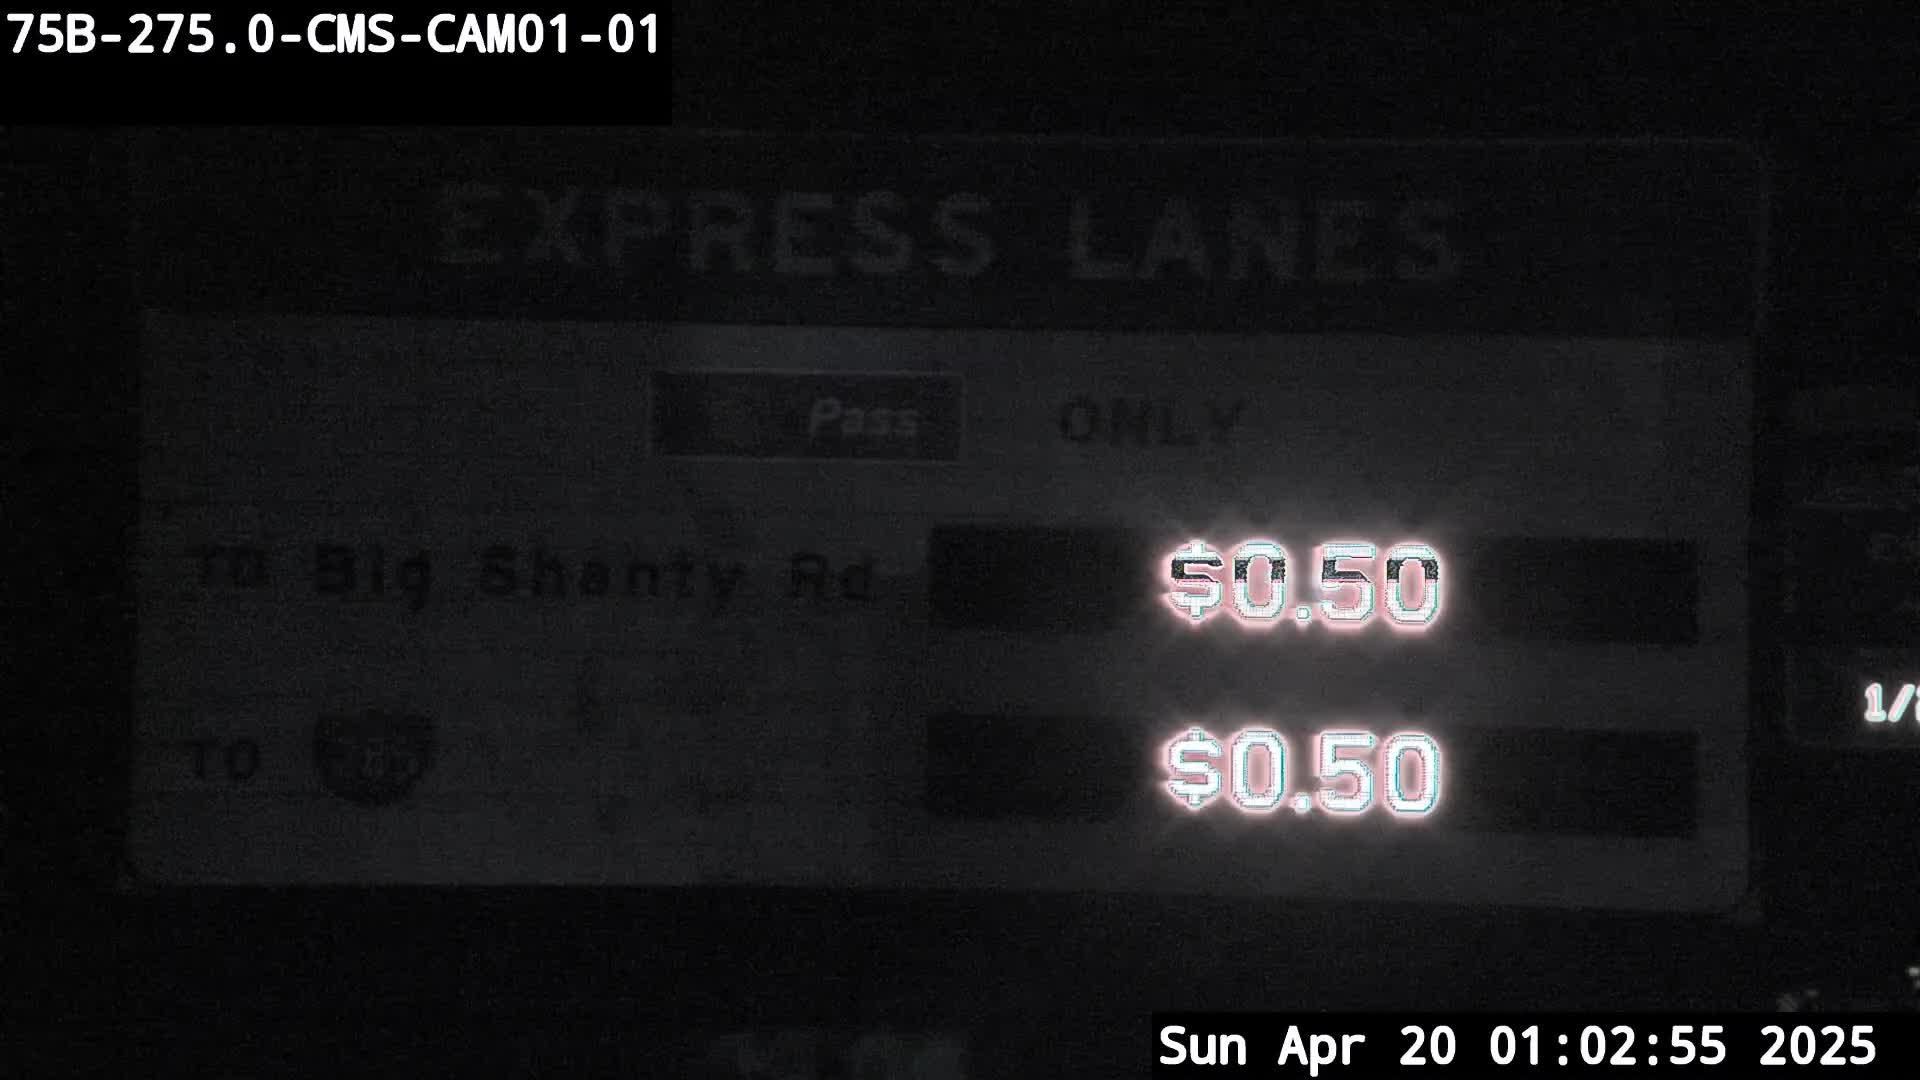 75B-275.0-CMS-CAM01-01
EXPRESS LANES
Pass ONLY
TO Big Shanty Rd $0.50
TO $0.50
1/
Sun Apr 20 01:02:55 2025